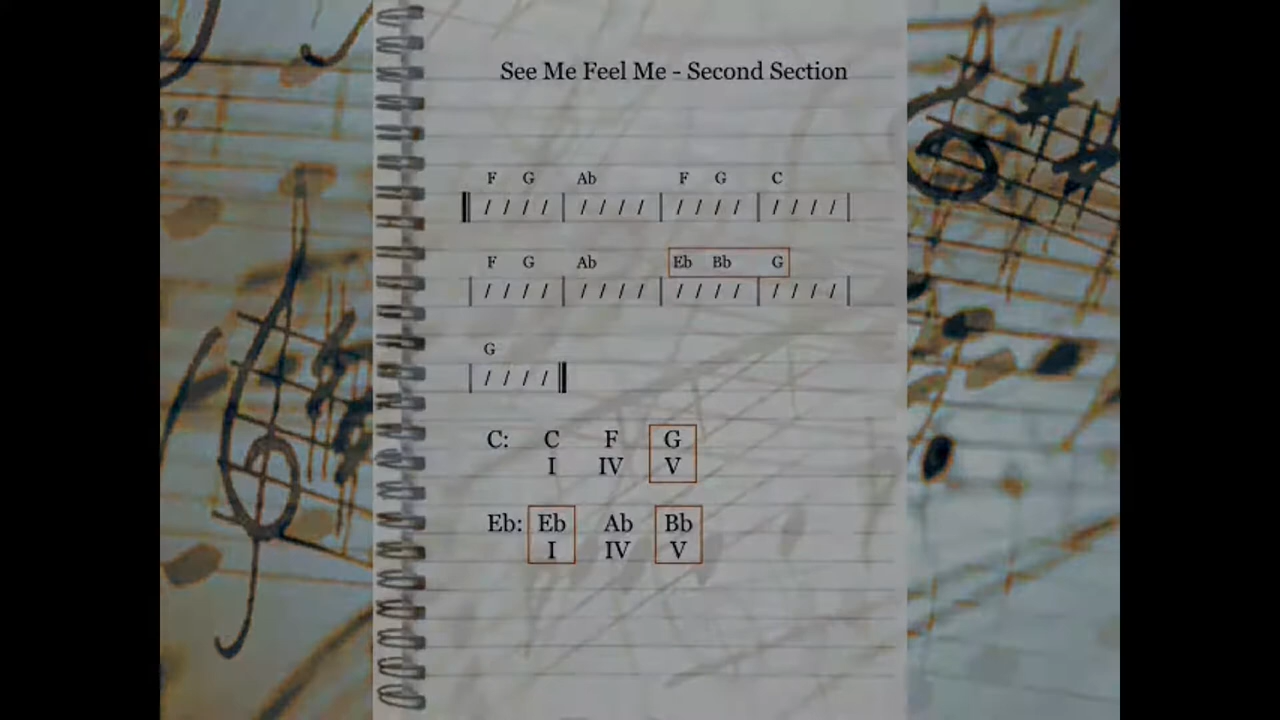 See Me Feel Me - Second Section
F G Ab F G C
/ / / / | / / / / | / / / / | / / / / |
F G Ab Eb Bb G
| / / / / | / / / / | / / / / | / / / / |
G
| / / / /
C: C F G
I IV V
Eb: Eb Ab Bb
I IV V